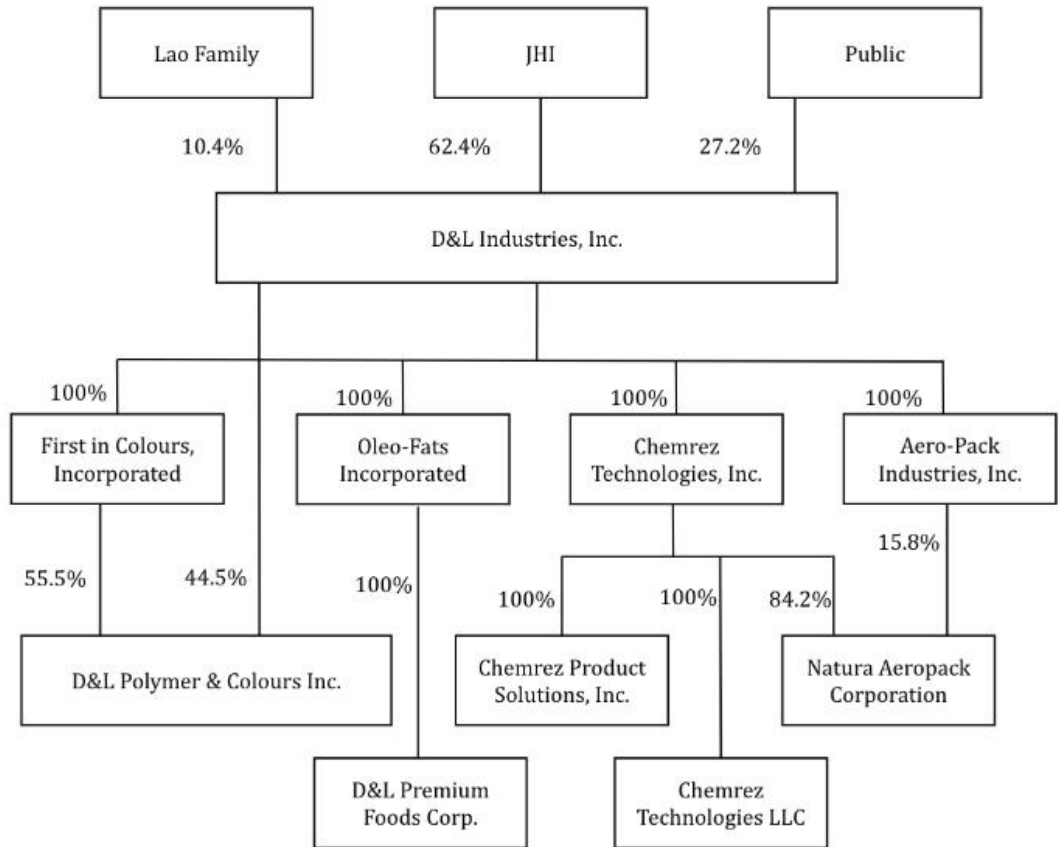 Lao Family
JHI
Public
10.4%
62.4%
27.2%
D&L Industries, Inc.
100%
100%
100%
100%
First in Colours,
Incorporated
Oleo-Fats
Incorporated
Chemrez
Technologies, Inc.
Aero-Pack
Industries, Inc.
55.5%
44.5%
100%
100%
100%
84.2%
15.8%
D&L Polymer & Colours Inc.
Chemrez Product
Solutions, Inc.
Natura Aeropack
Corporation
D&L Premium
Foods Corp.
Chemrez
Technologies LLC